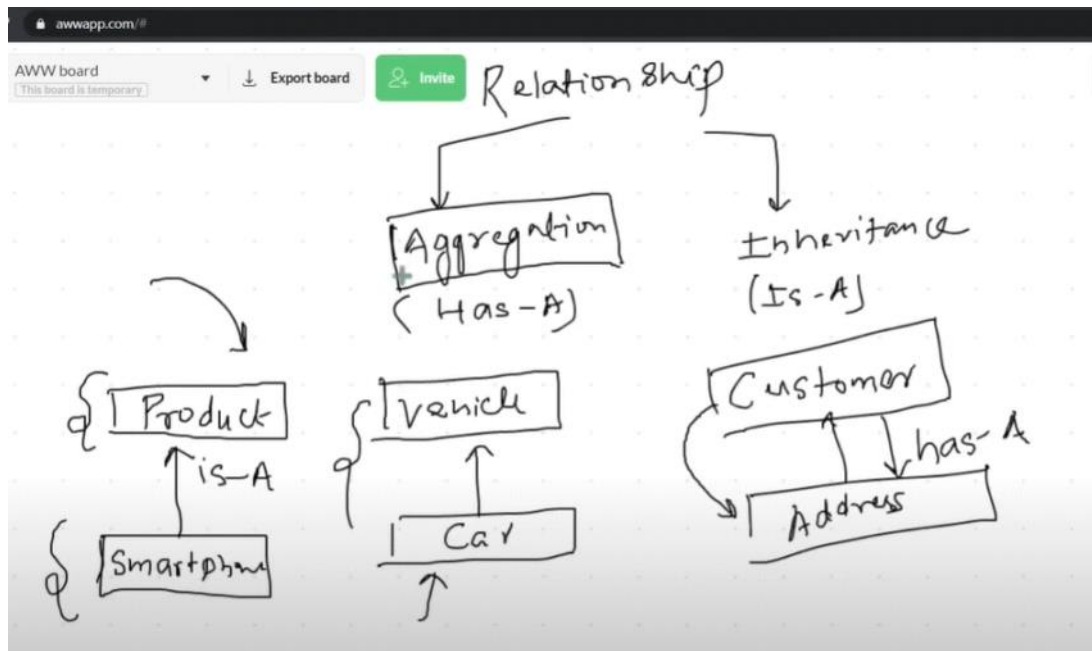 awwapp.com/#
AWW board
This board is temporary
Export board
Invite
Relationship
Aggregation
(Has-A)
Inheritance
(Is-A)
Product
is-A
Smartphone
Vehicle
Car
Customer
has-A
Address